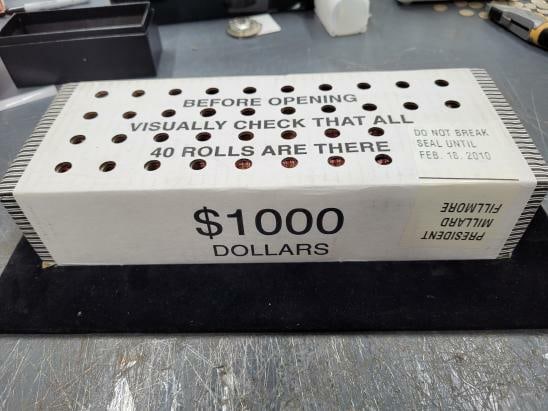 BEFORE OPENING
VISUALLY CHECK THAT ALL
40 ROLLS ARE THERE
DO NOT BREAK
SEAL UNTIL
FEB. 18, 2010
$1000
DOLLARS
PRESIDENT
MILLARD
FILLMORE